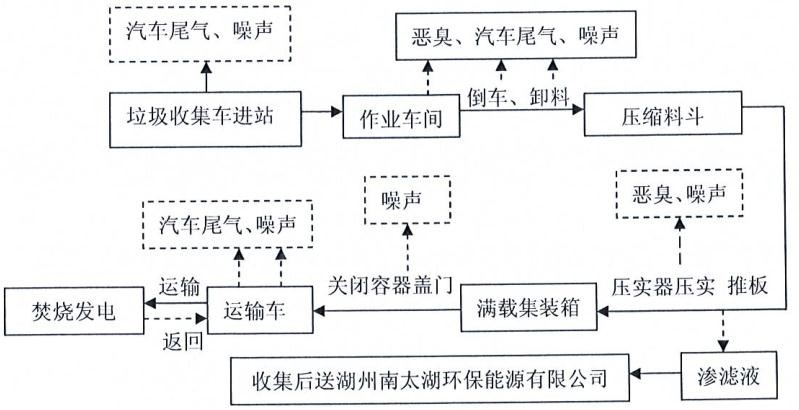 汽车尾气、噪声
恶臭、汽车尾气、噪声
垃圾收集车进站
作业车间
倒车、卸料
压缩料斗
汽车尾气、噪声
噪声
恶臭、噪声
焚烧发电
运输
返回
运输车
关闭容器盖门
满载集装箱
压实器压实 推板
收集后送湖州南太湖环保能源有限公司
渗滤液